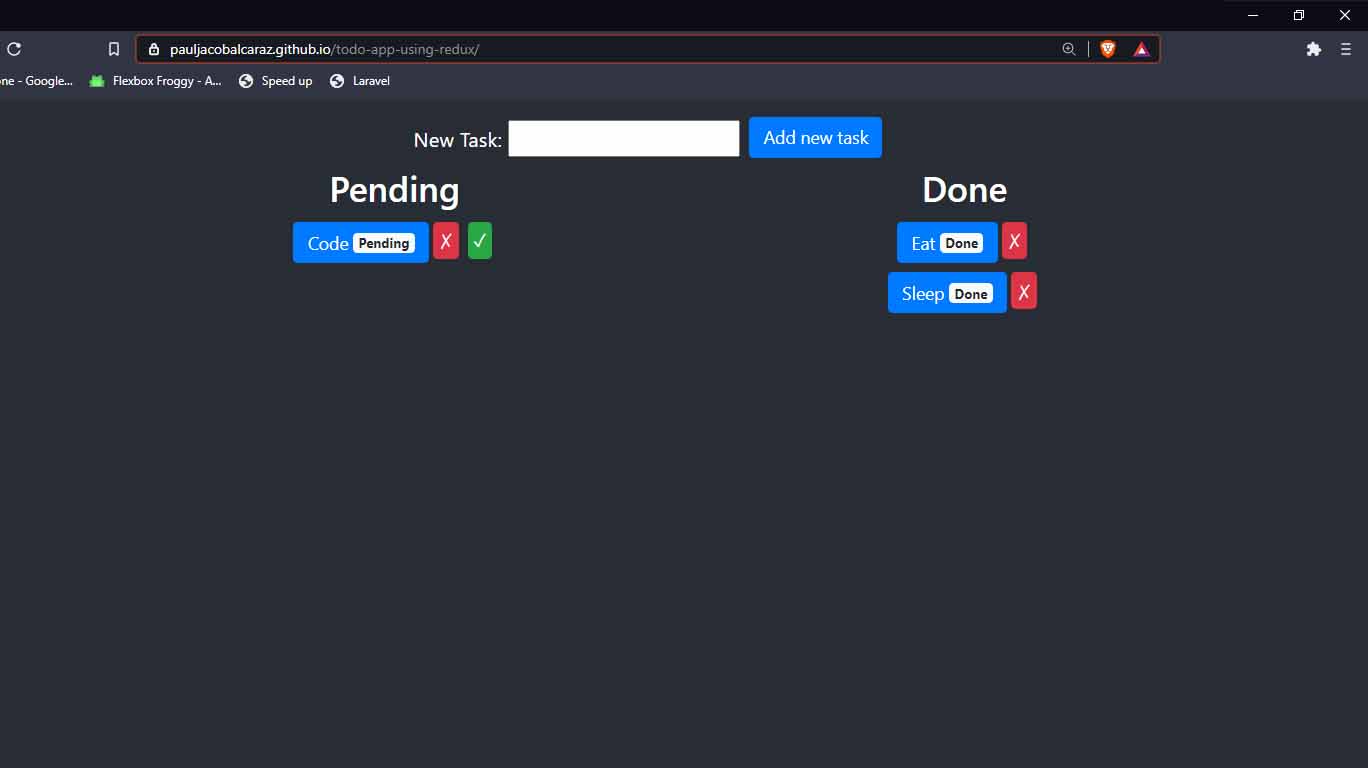 pauljacobalcaraz.github.io/todo-app-using-redux/
one - Google... Flexbox Froggy - A... Speed up Laravel
New Task: Add new task
Pending Done
Code Pending ✗ ✓ Eat Done ✗
Sleep Done ✗